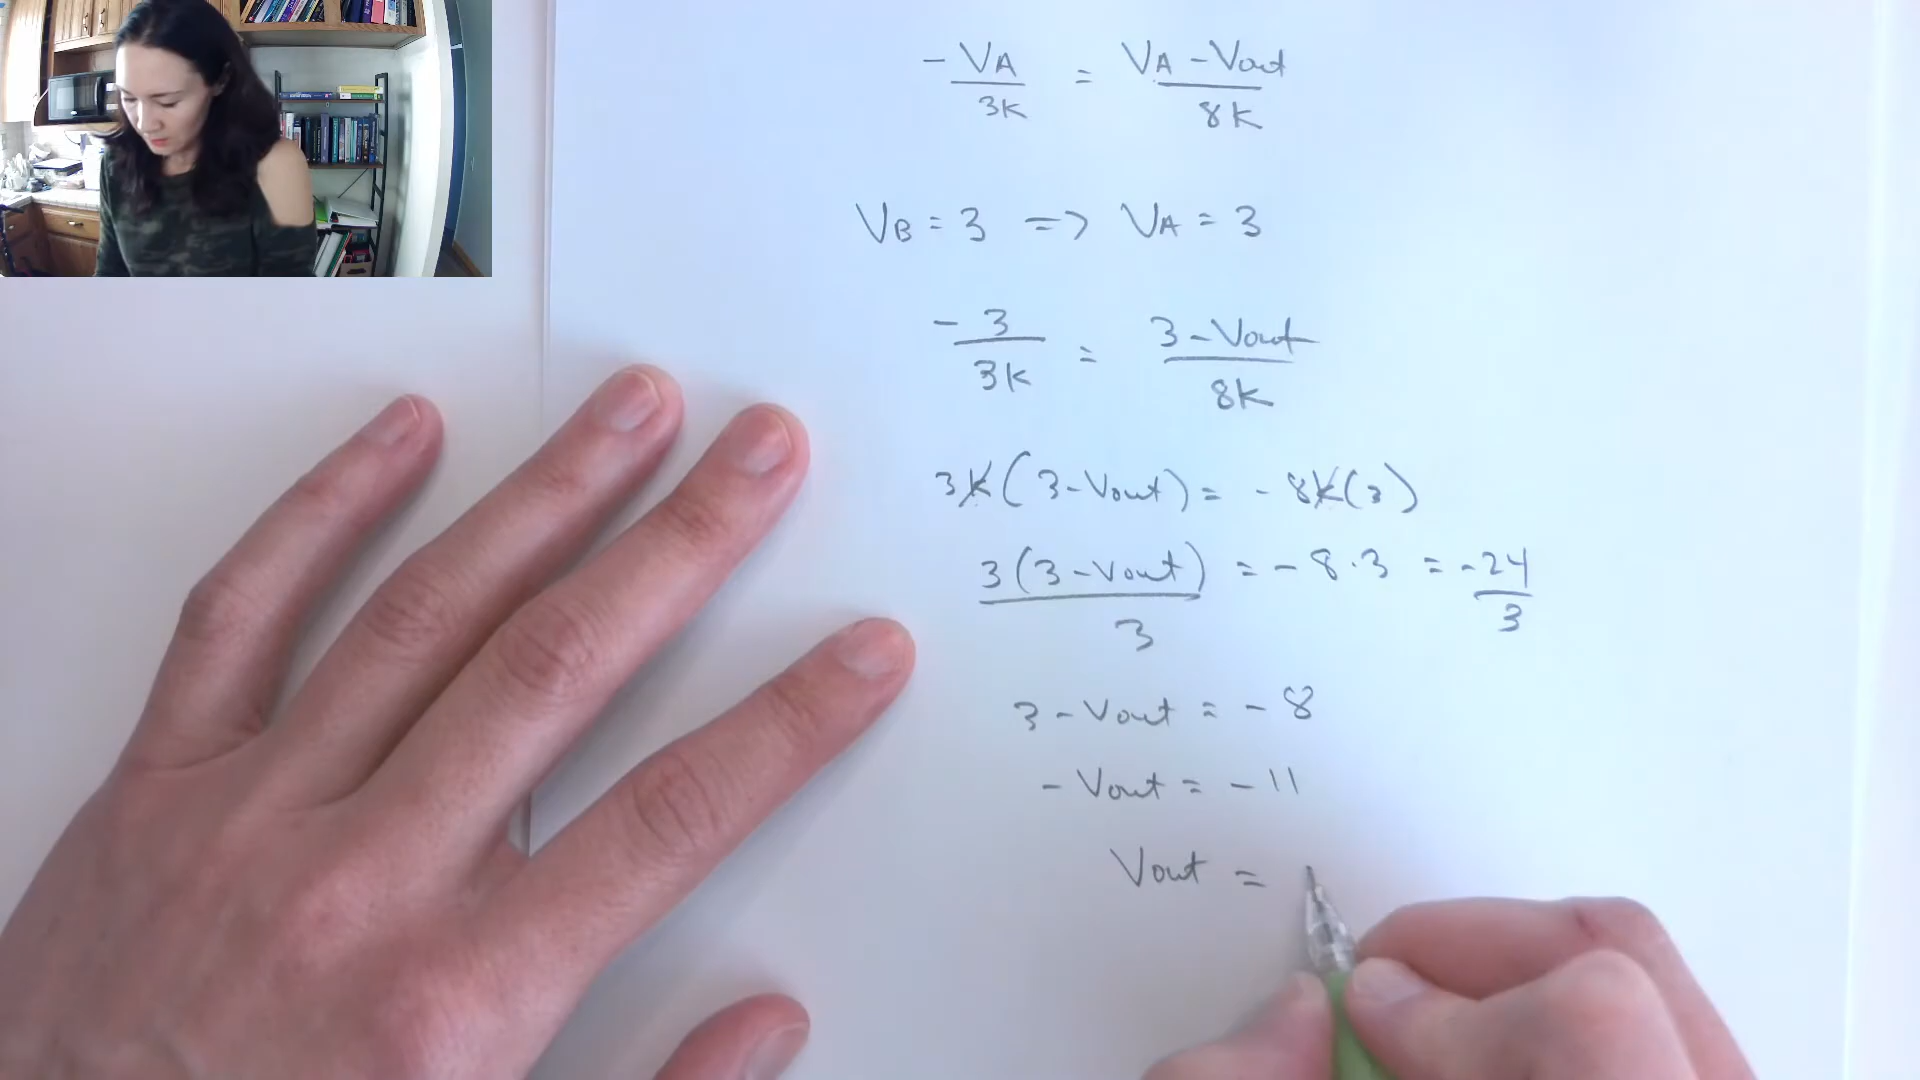 - VA / 3k = VA - Vout / 8k
VB = 3 => VA = 3
- 3 / 3k = 3 - Vout / 8k
3k (3 - Vout) = - 8k(3)
3(3 - Vout) / 3 = - 8·3 = -24 / 3
3 - Vout = - 8
- Vout = - 11
Vout =